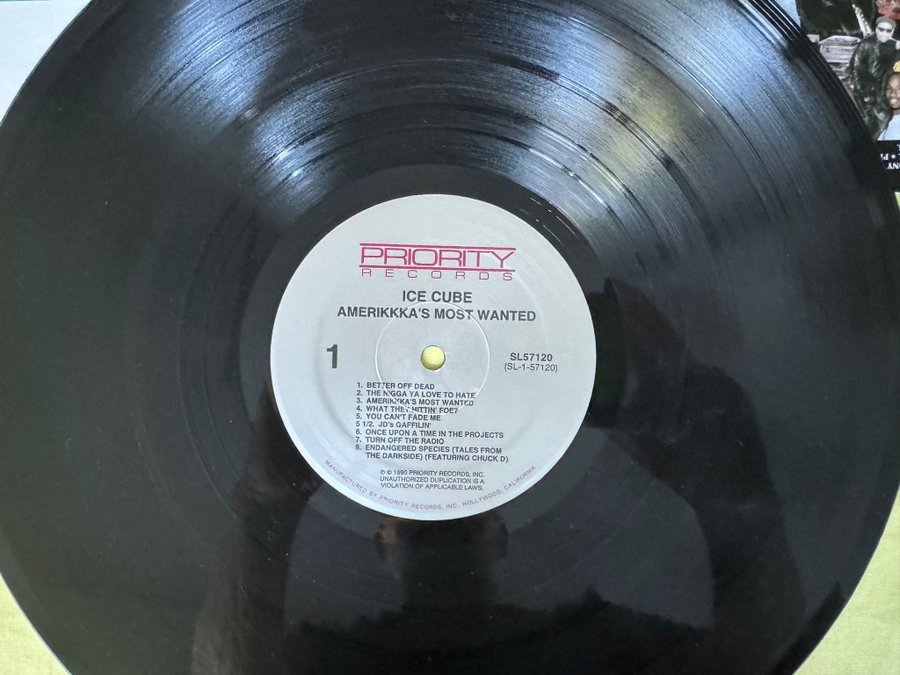 PRIORITY
RECORDS
ICE CUBE
AMERIKKKA'S MOST WANTED
1
SL57120
(SL-1-57120)
1. BETTER OFF DEAD
2. THE NIGGA YA LOVE TO HATE
3. AMERIKKKA'S MOST WANTED
4. WHAT THEY HITTIN' FOE?
5. YOU CAN'T FADE ME
5 1/2. JD's GAFFILIN'
6. ONCE UPON A TIME IN THE PROJECTS
7. TURN OFF THE RADIO
8. ENDANGERED SPECIES (TALES FROM
THE DARKSIDE) (FEATURING CHUCK D)
℗ © 1990 PRIORITY RECORDS, INC.
UNAUTHORIZED DUPLICATION IS A
VIOLATION OF APPLICABLE LAWS.
MANUFACTURED BY PRIORITY RECORDS, INC. HOLLYWOOD, CALIFORNIA